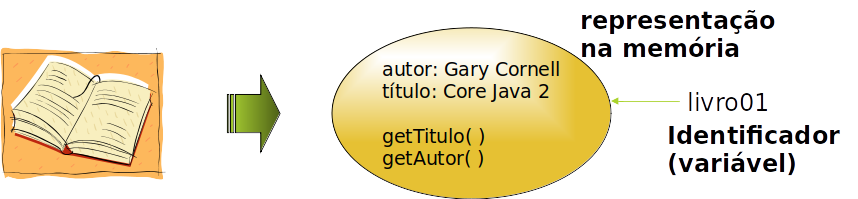 representação
na memória
autor: Gary Cornell
título: Core Java 2
getTitulo( )
getAutor( )
livro01
Identificador
(variável)